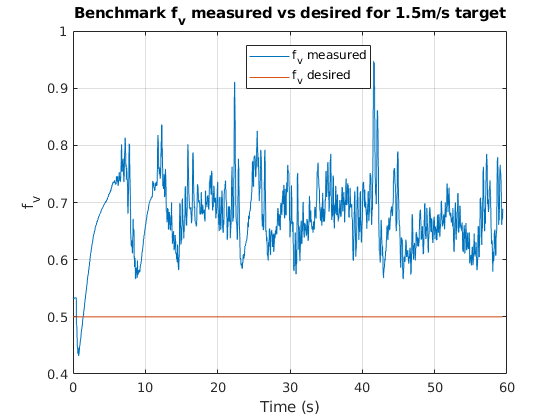 Benchmark f_v measured vs desired for 1.5m/s target
f_v measured
f_v desired
1
0.9
0.8
0.7
0.6
0.5
0.4
f_v
0 10 20 30 40 50 60
Time (s)